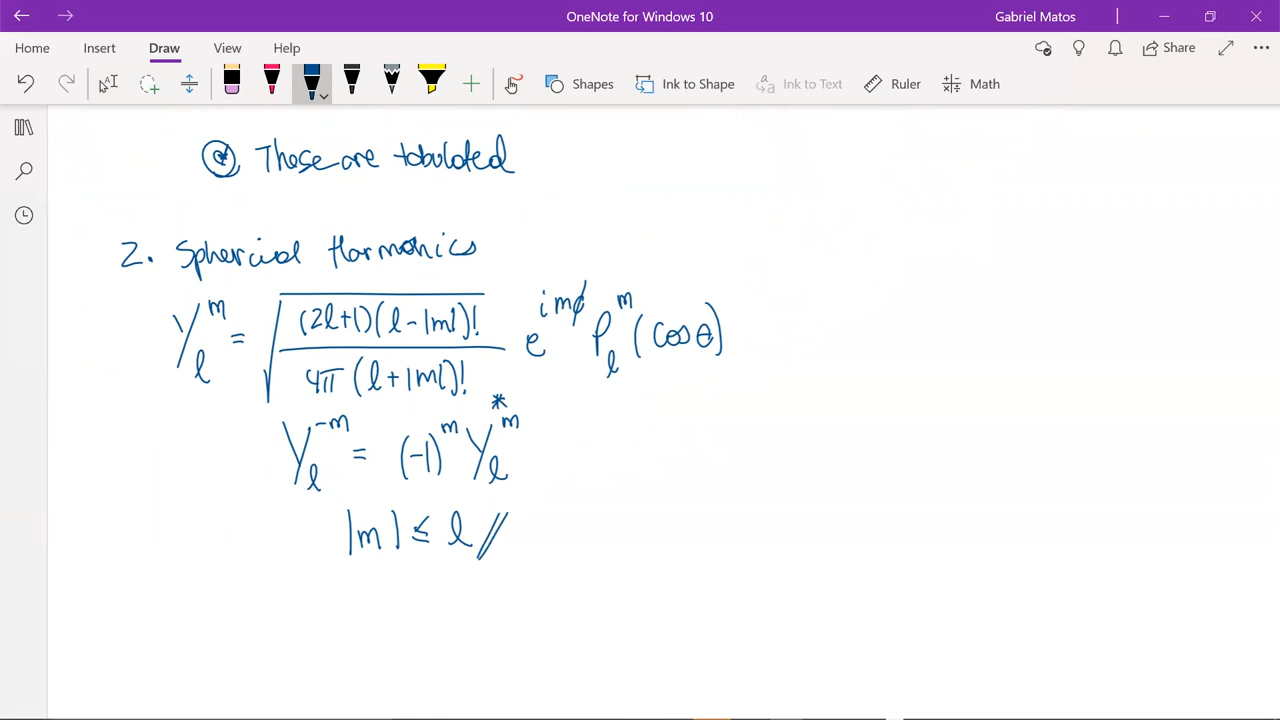 OneNote for Windows 10
Gabriel Matos
Home Insert Draw View Help
Share
Shapes Ink to Shape Ink to Text Ruler Math
⊛ These are tabulated
2. Spherical Harmonics
Y_l^m = √((2l+1)(l-|m|)! / 4π(l+|m|)!) e^{imφ} P_l^m (cosθ)
Y_l^{-m} = (-1)^m Y_l^{m*}
|m| ≤ l //